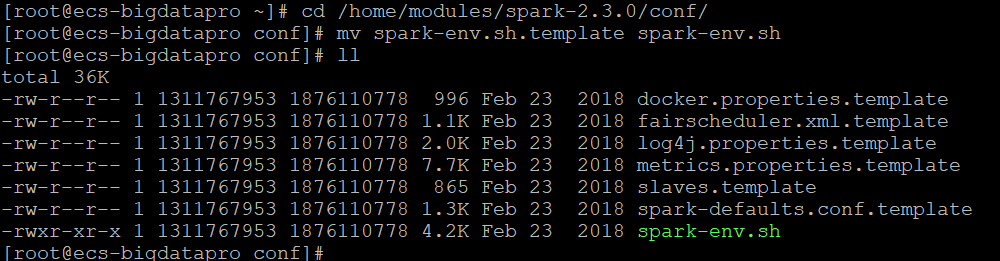 [root@ecs-bigdatapro ~]# cd /home/modules/spark-2.3.0/conf/
[root@ecs-bigdatapro conf]# mv spark-env.sh.template spark-env.sh
[root@ecs-bigdatapro conf]# ll
total 36K
-rw-r--r-- 1 1311767953 1876110778  996 Feb 23  2018 docker.properties.template
-rw-r--r-- 1 1311767953 1876110778 1.1K Feb 23  2018 fairscheduler.xml.template
-rw-r--r-- 1 1311767953 1876110778 2.0K Feb 23  2018 log4j.properties.template
-rw-r--r-- 1 1311767953 1876110778 7.7K Feb 23  2018 metrics.properties.template
-rw-r--r-- 1 1311767953 1876110778  865 Feb 23  2018 slaves.template
-rw-r--r-- 1 1311767953 1876110778 1.3K Feb 23  2018 spark-defaults.conf.template
-rwxr-xr-x 1 1311767953 1876110778 4.2K Feb 23  2018 spark-env.sh
[root@ecs-bigdatapro conf]#